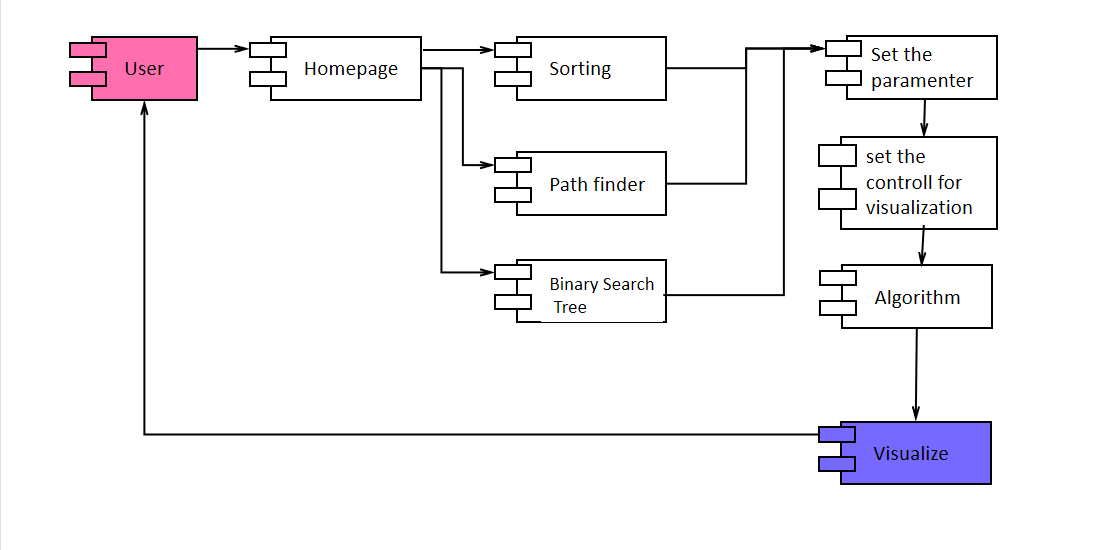 User
Homepage
Sorting
Set the
paramenter
set the
controll for
visualization
Path finder
Binary Search
Tree
Algorithm
Visualize